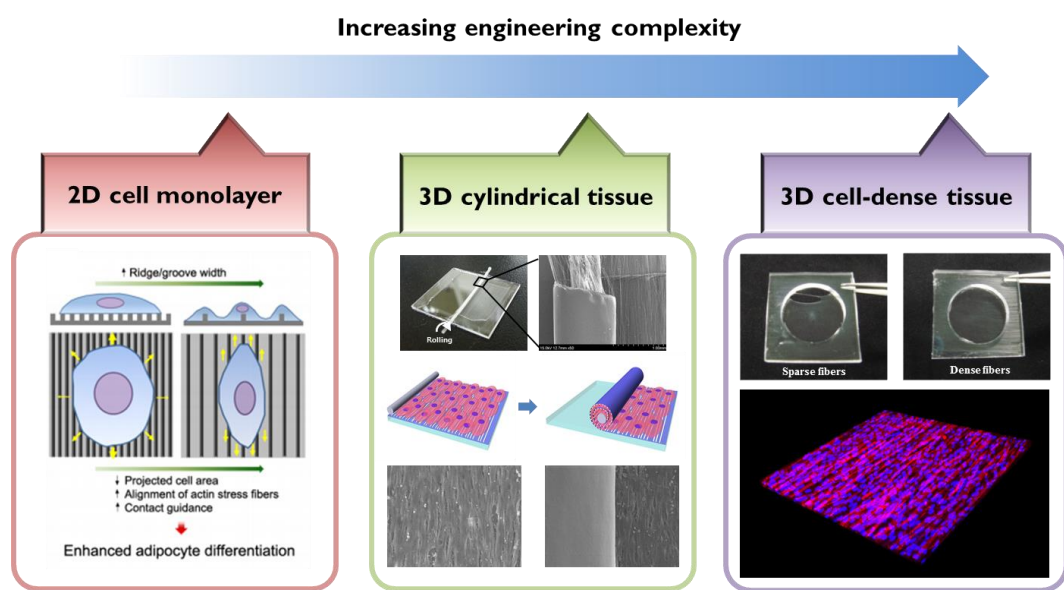 Increasing engineering complexity
2D cell monolayer
↑ Ridge/groove width
↓ Projected cell area
↑ Alignment of actin stress fibers
↑ Contact guidance
Enhanced adipocyte differentiation
3D cylindrical tissue
Rolling
3D cell-dense tissue
Sparse fibers
Dense fibers